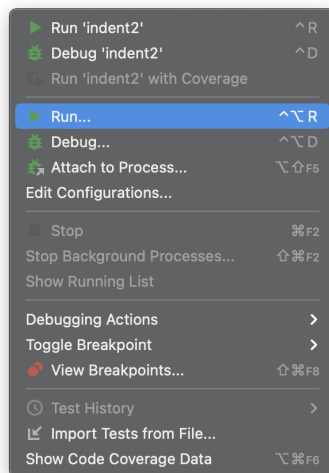 Run 'indent2' ^R
Debug 'indent2' ^D
Run 'indent2' with Coverage
Run... ^⌥R
Debug... ^⌥D
Attach to Process... ⌥⇧F5
Edit Configurations...
Stop ⌘F2
Stop Background Processes... ⇧⌘F2
Show Running List
Debugging Actions
Toggle Breakpoint
View Breakpoints... ⇧⌘F8
Test History
Import Tests from File...
Show Code Coverage Data ⌥⌘F6